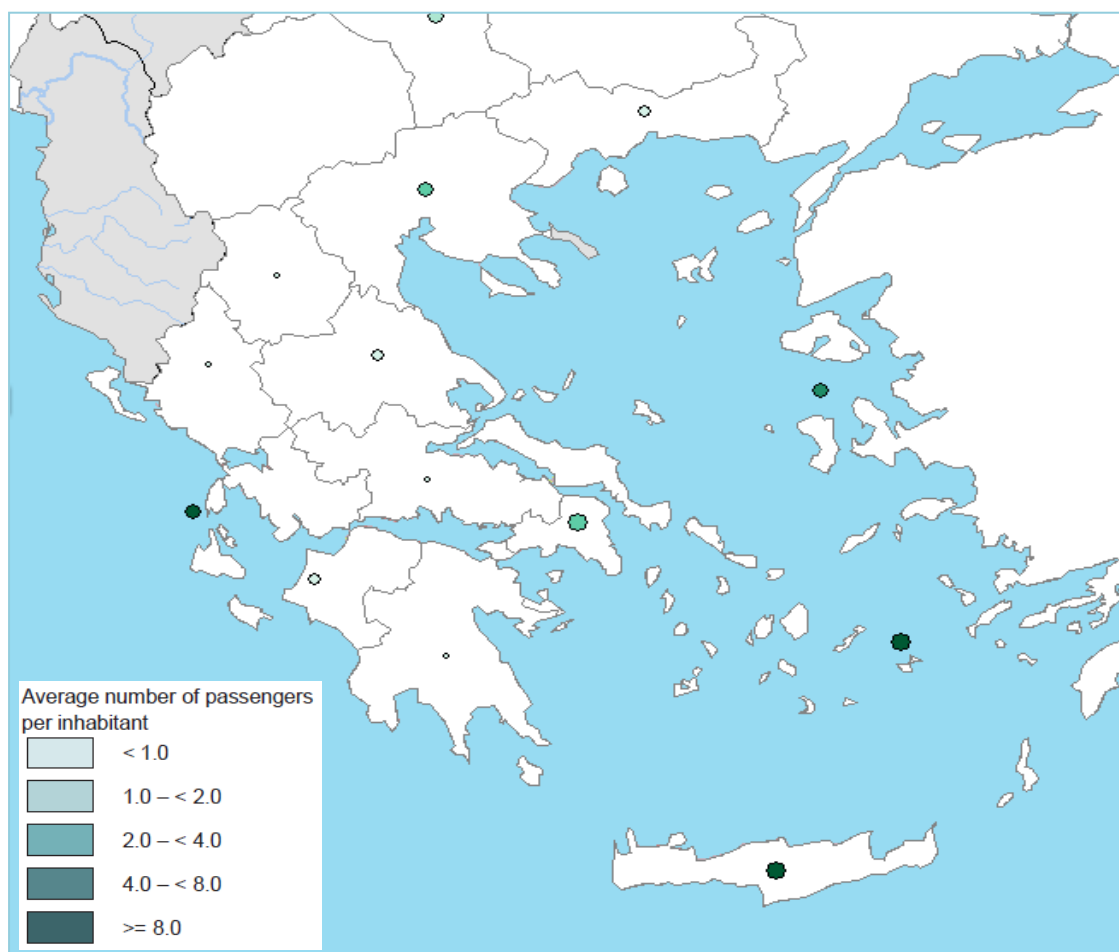 Average number of passengers
per inhabitant
< 1.0
1.0 – < 2.0
2.0 – < 4.0
4.0 – < 8.0
>= 8.0